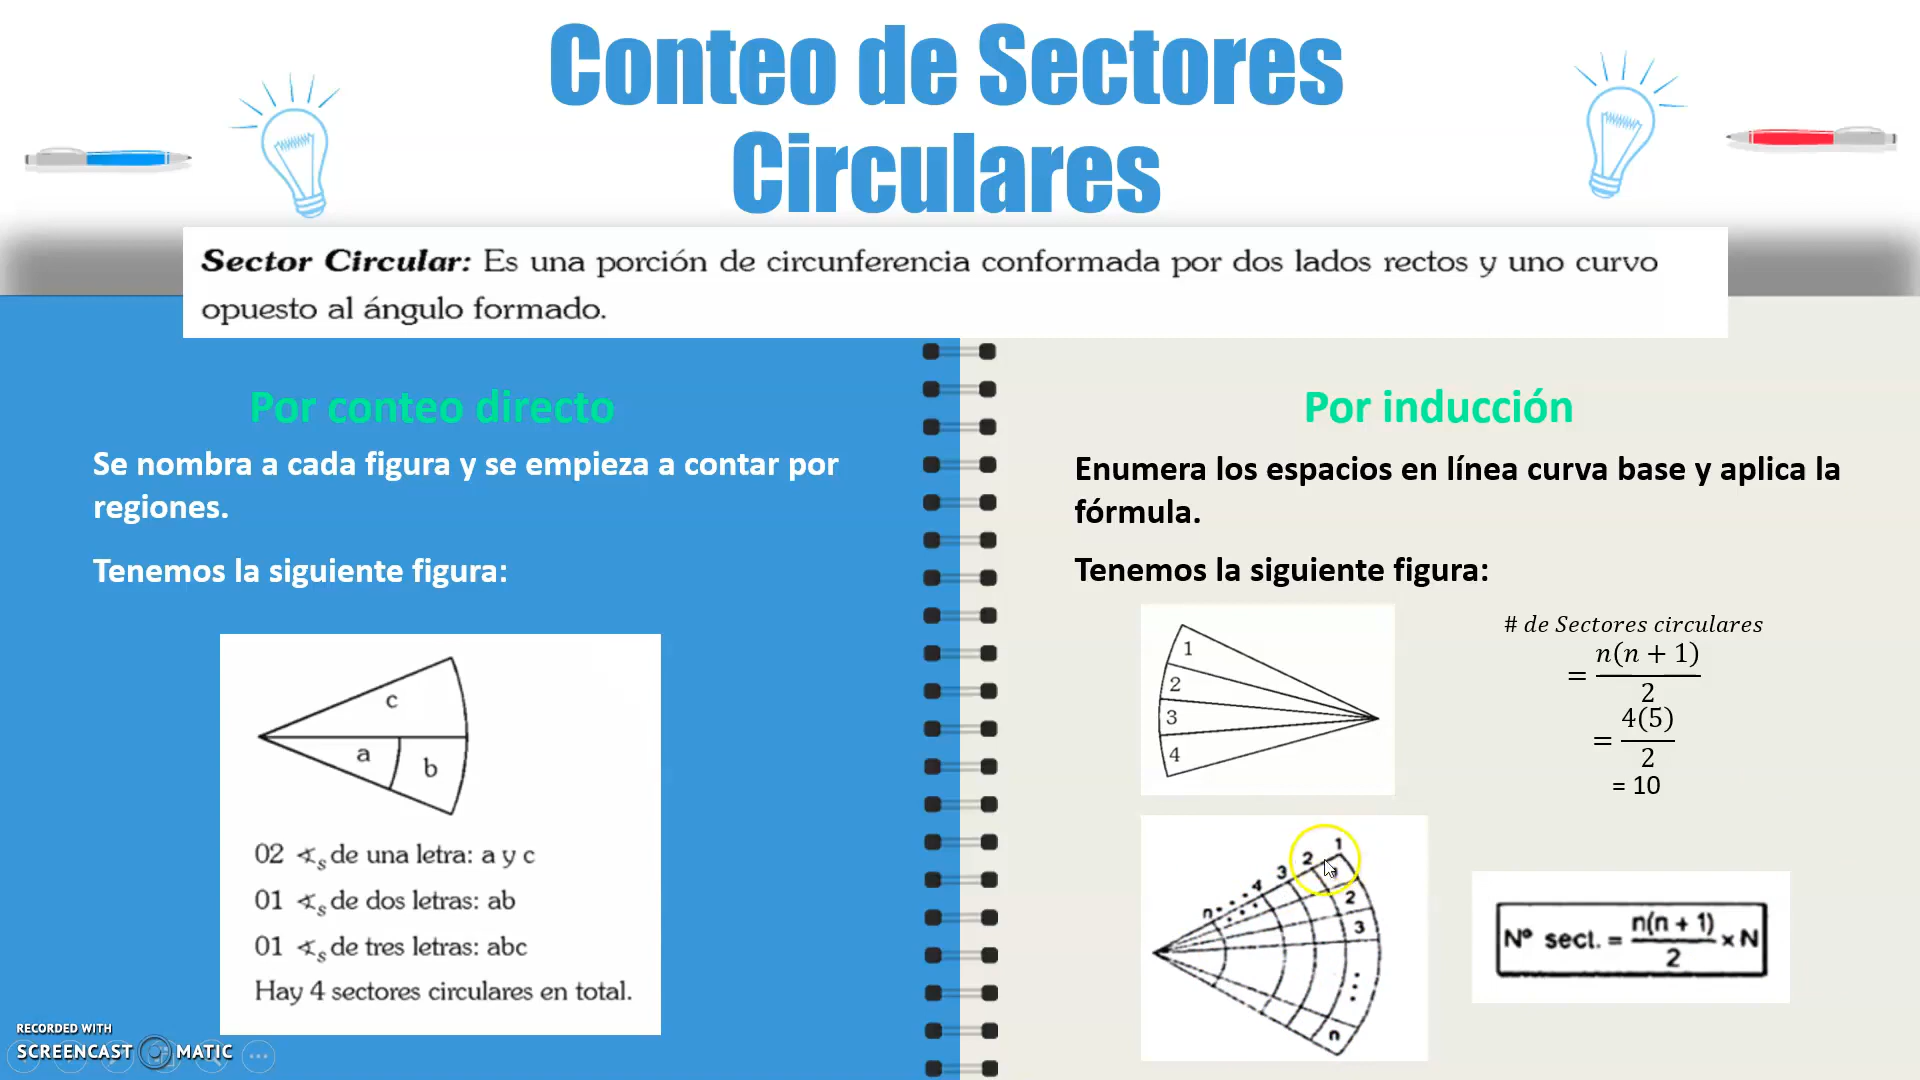 Conteo de Sectores
Circulares
Sector Circular: Es una porción de circunferencia conformada por dos lados rectos y uno curvo
opuesto al ángulo formado.
Por conteo directo
Se nombra a cada figura y se empieza a contar por
regiones.
Tenemos la siguiente figura:
c
a
b
02 ∢s de una letra: a y c
01 ∢s de dos letras: ab
01 ∢s de tres letras: abc
Hay 4 sectores circulares en total.
Por inducción
Enumera los espacios en línea curva base y aplica la
fórmula.
Tenemos la siguiente figura:
1
2
3
4
# de Sectores circulares
= n(n + 1)/2
= 4(5)/2
= 10
n 4 3 2 1
2
3
n
Nº sect. = n(n + 1)/2 x N
RECORDED WITH
SCREENCAST MATIC